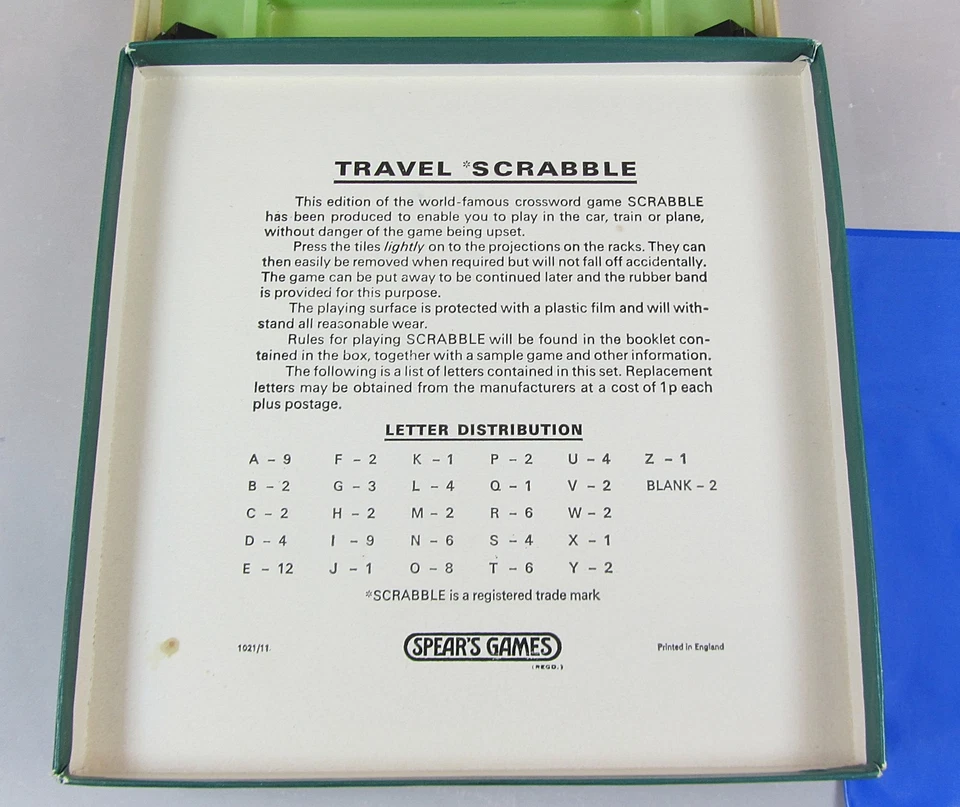 TRAVEL *SCRABBLE
This edition of the world-famous crossword game SCRABBLE
has been produced to enable you to play in the car, train or plane,
without danger of the game being upset.
Press the tiles lightly on to the projections on the racks. They can
then easily be removed when required but will not fall off accidentally.
The game can be put away to be continued later and the rubber band
is provided for this purpose.
The playing surface is protected with a plastic film and will with-
stand all reasonable wear.
Rules for playing SCRABBLE will be found in the booklet con-
tained in the box, together with a sample game and other information.
The following is a list of letters contained in this set. Replacement
letters may be obtained from the manufacturers at a cost of 1p each
plus postage.
LETTER DISTRIBUTION
A – 9 F – 2 K – 1 P – 2 U – 4 Z – 1
B – 2 G – 3 L – 4 Q – 1 V – 2 BLANK – 2
C – 2 H – 2 M – 2 R – 6 W – 2
D – 4 I – 9 N – 6 S – 4 X – 1
E – 12 J – 1 O – 8 T – 6 Y – 2
*SCRABBLE is a registered trade mark
1021/11. SPEAR'S GAMES Printed in England
(REGD.)